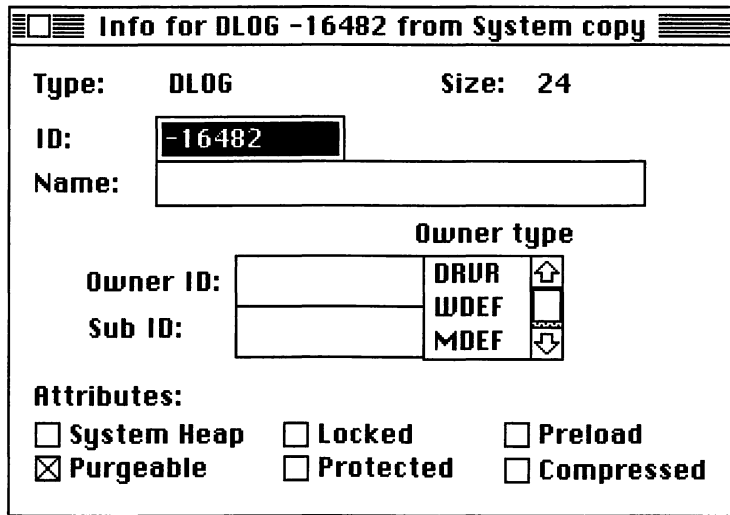 Info for DLOG -16482 from System copy
Type: DLOG Size: 24
ID: -16482
Name:
Owner type
Owner ID: DRVR
WDEF
Sub ID: MDEF
Attributes:
System Heap Locked Preload
Purgeable Protected Compressed